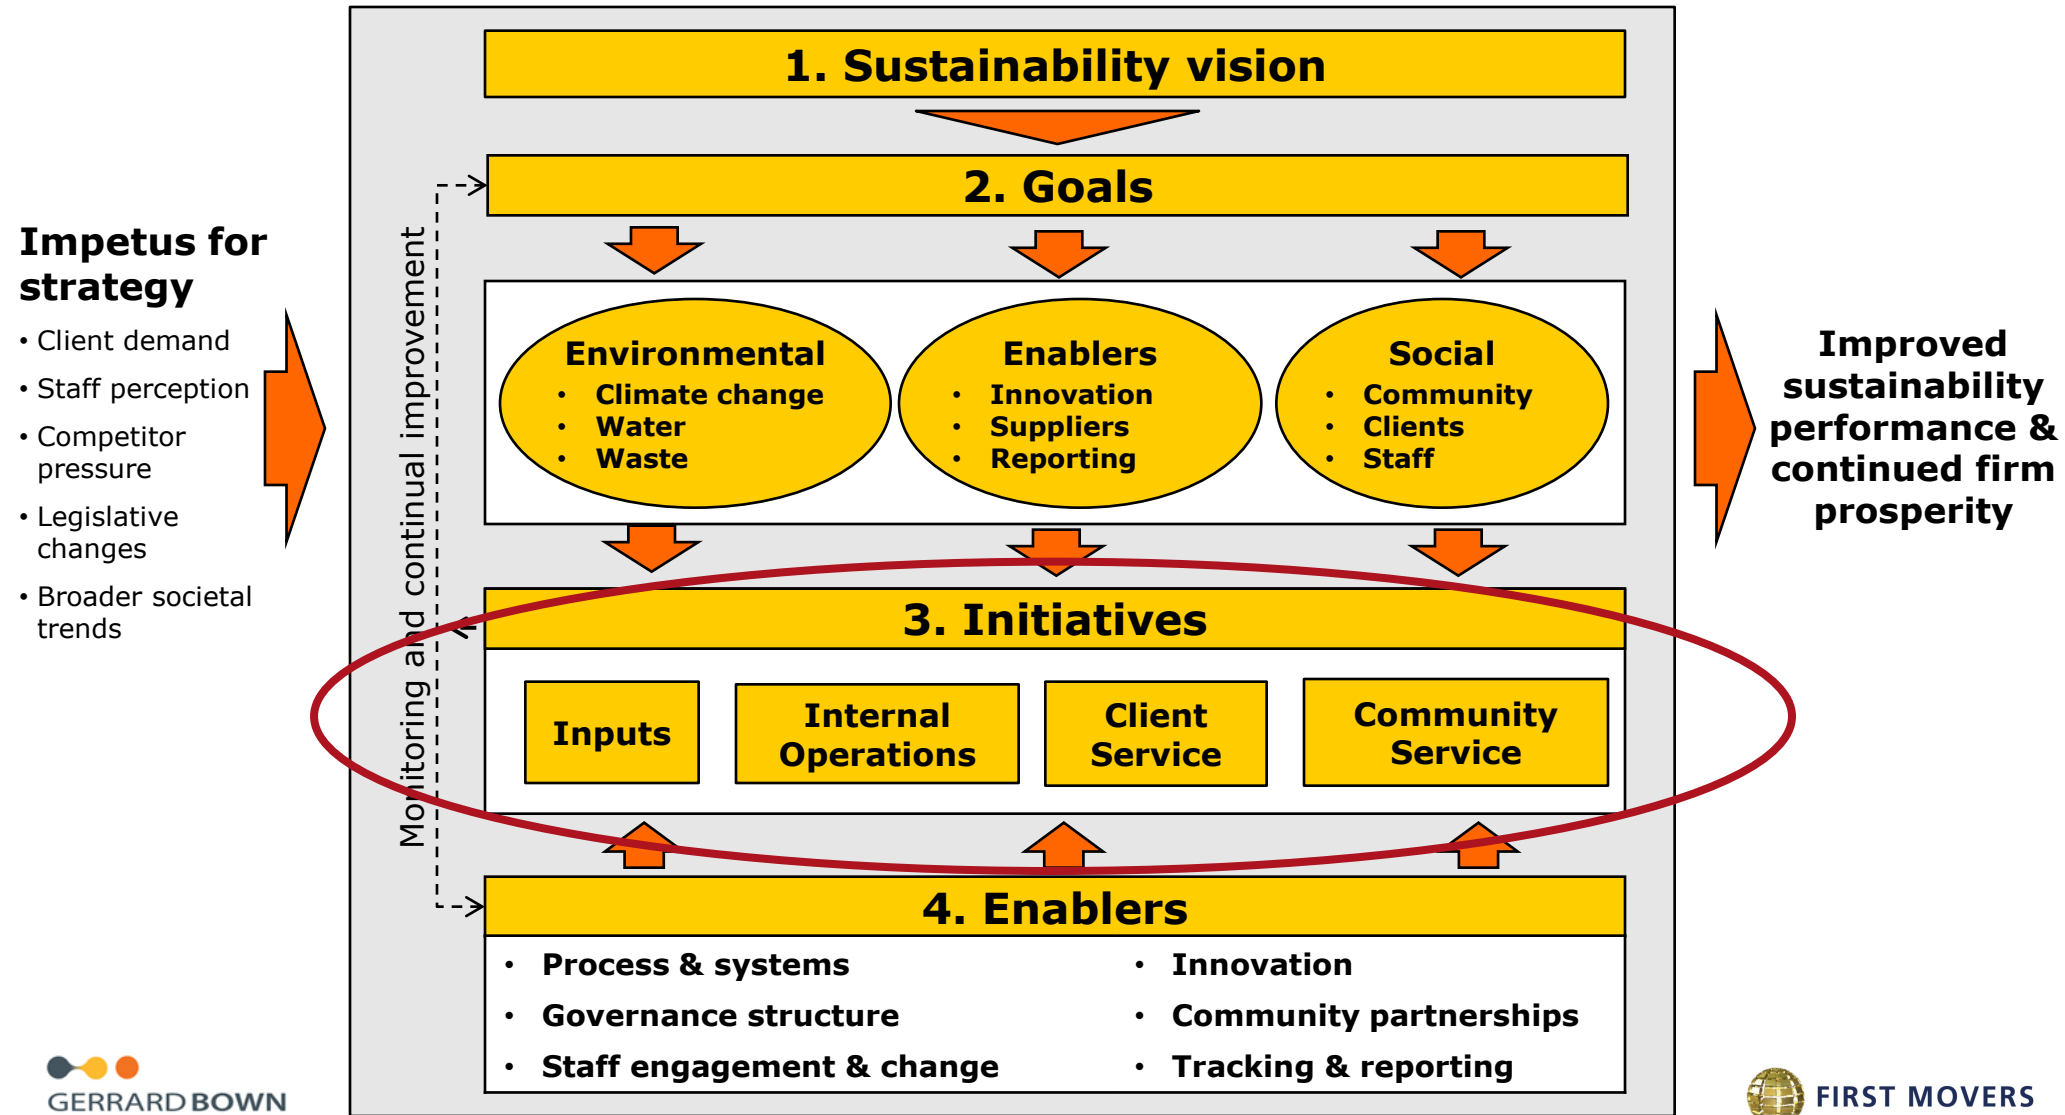 1. Sustainability vision
2. Goals
Impetus for
strategy
• Client demand
• Staff perception
• Competitor
pressure
• Legislative
changes
• Broader societal
trends
Monitoring and continual improvement
Environmental
• Climate change
• Water
• Waste
Enablers
• Innovation
• Suppliers
• Reporting
Social
• Community
• Clients
• Staff
Improved
sustainability
performance &
continued firm
prosperity
3. Initiatives
Inputs
Internal
Operations
Client
Service
Community
Service
4. Enablers
• Process & systems
• Governance structure
• Staff engagement & change
• Innovation
• Community partnerships
• Tracking & reporting
GERRARD BOWN
FIRST MOVERS